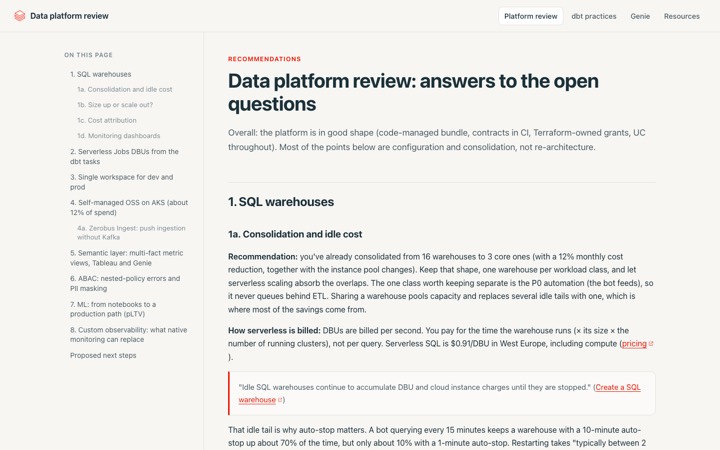 Data platform review
Platform review
dbt practices
Genie
Resources
ON THIS PAGE
1. SQL warehouses
1a. Consolidation and idle cost
1b. Size up or scale out?
1c. Cost attribution
1d. Monitoring dashboards
2. Serverless Jobs DBUs from the
dbt tasks
3. Single workspace for dev and
prod
4. Self-managed OSS on AKS (about
12% of spend)
4a. Zerobus Ingest: push ingestion
without Kafka
5. Semantic layer: multi-fact metric
views, Tableau and Genie
6. ABAC: nested-policy errors and
PII masking
7. ML: from notebooks to a
production path (pLTV)
8. Custom observability: what native
monitoring can replace
Proposed next steps
RECOMMENDATIONS
Data platform review: answers to the open
questions
Overall: the platform is in good shape (code-managed bundle, contracts in CI, Terraform-owned grants, UC
throughout). Most of the points below are configuration and consolidation, not re-architecture.
1. SQL warehouses
1a. Consolidation and idle cost
Recommendation: you've already consolidated from 16 warehouses to 3 core ones (with a 12% monthly cost
reduction, together with the instance pool changes). Keep that shape, one warehouse per workload class, and let
serverless scaling absorb the overlaps. The one class worth keeping separate is the P0 automation (the bot feeds), so
it never queues behind ETL. Sharing a warehouse pools capacity and replaces several idle tails with one, which is
where most of the savings come from.
How serverless is billed: DBUs are billed per second. You pay for the time the warehouse runs (× its size × the
number of running clusters), not per query. Serverless SQL is $0.91/DBU in West Europe, including compute (pricing
).
"Idle SQL warehouses continue to accumulate DBU and cloud instance charges until they are stopped." (Create a SQL
warehouse)
That idle tail is why auto-stop matters. A bot querying every 15 minutes keeps a warehouse with a 10-minute auto-
stop up about 70% of the time, but only about 10% with a 1-minute auto-stop. Restarting takes "typically between 2